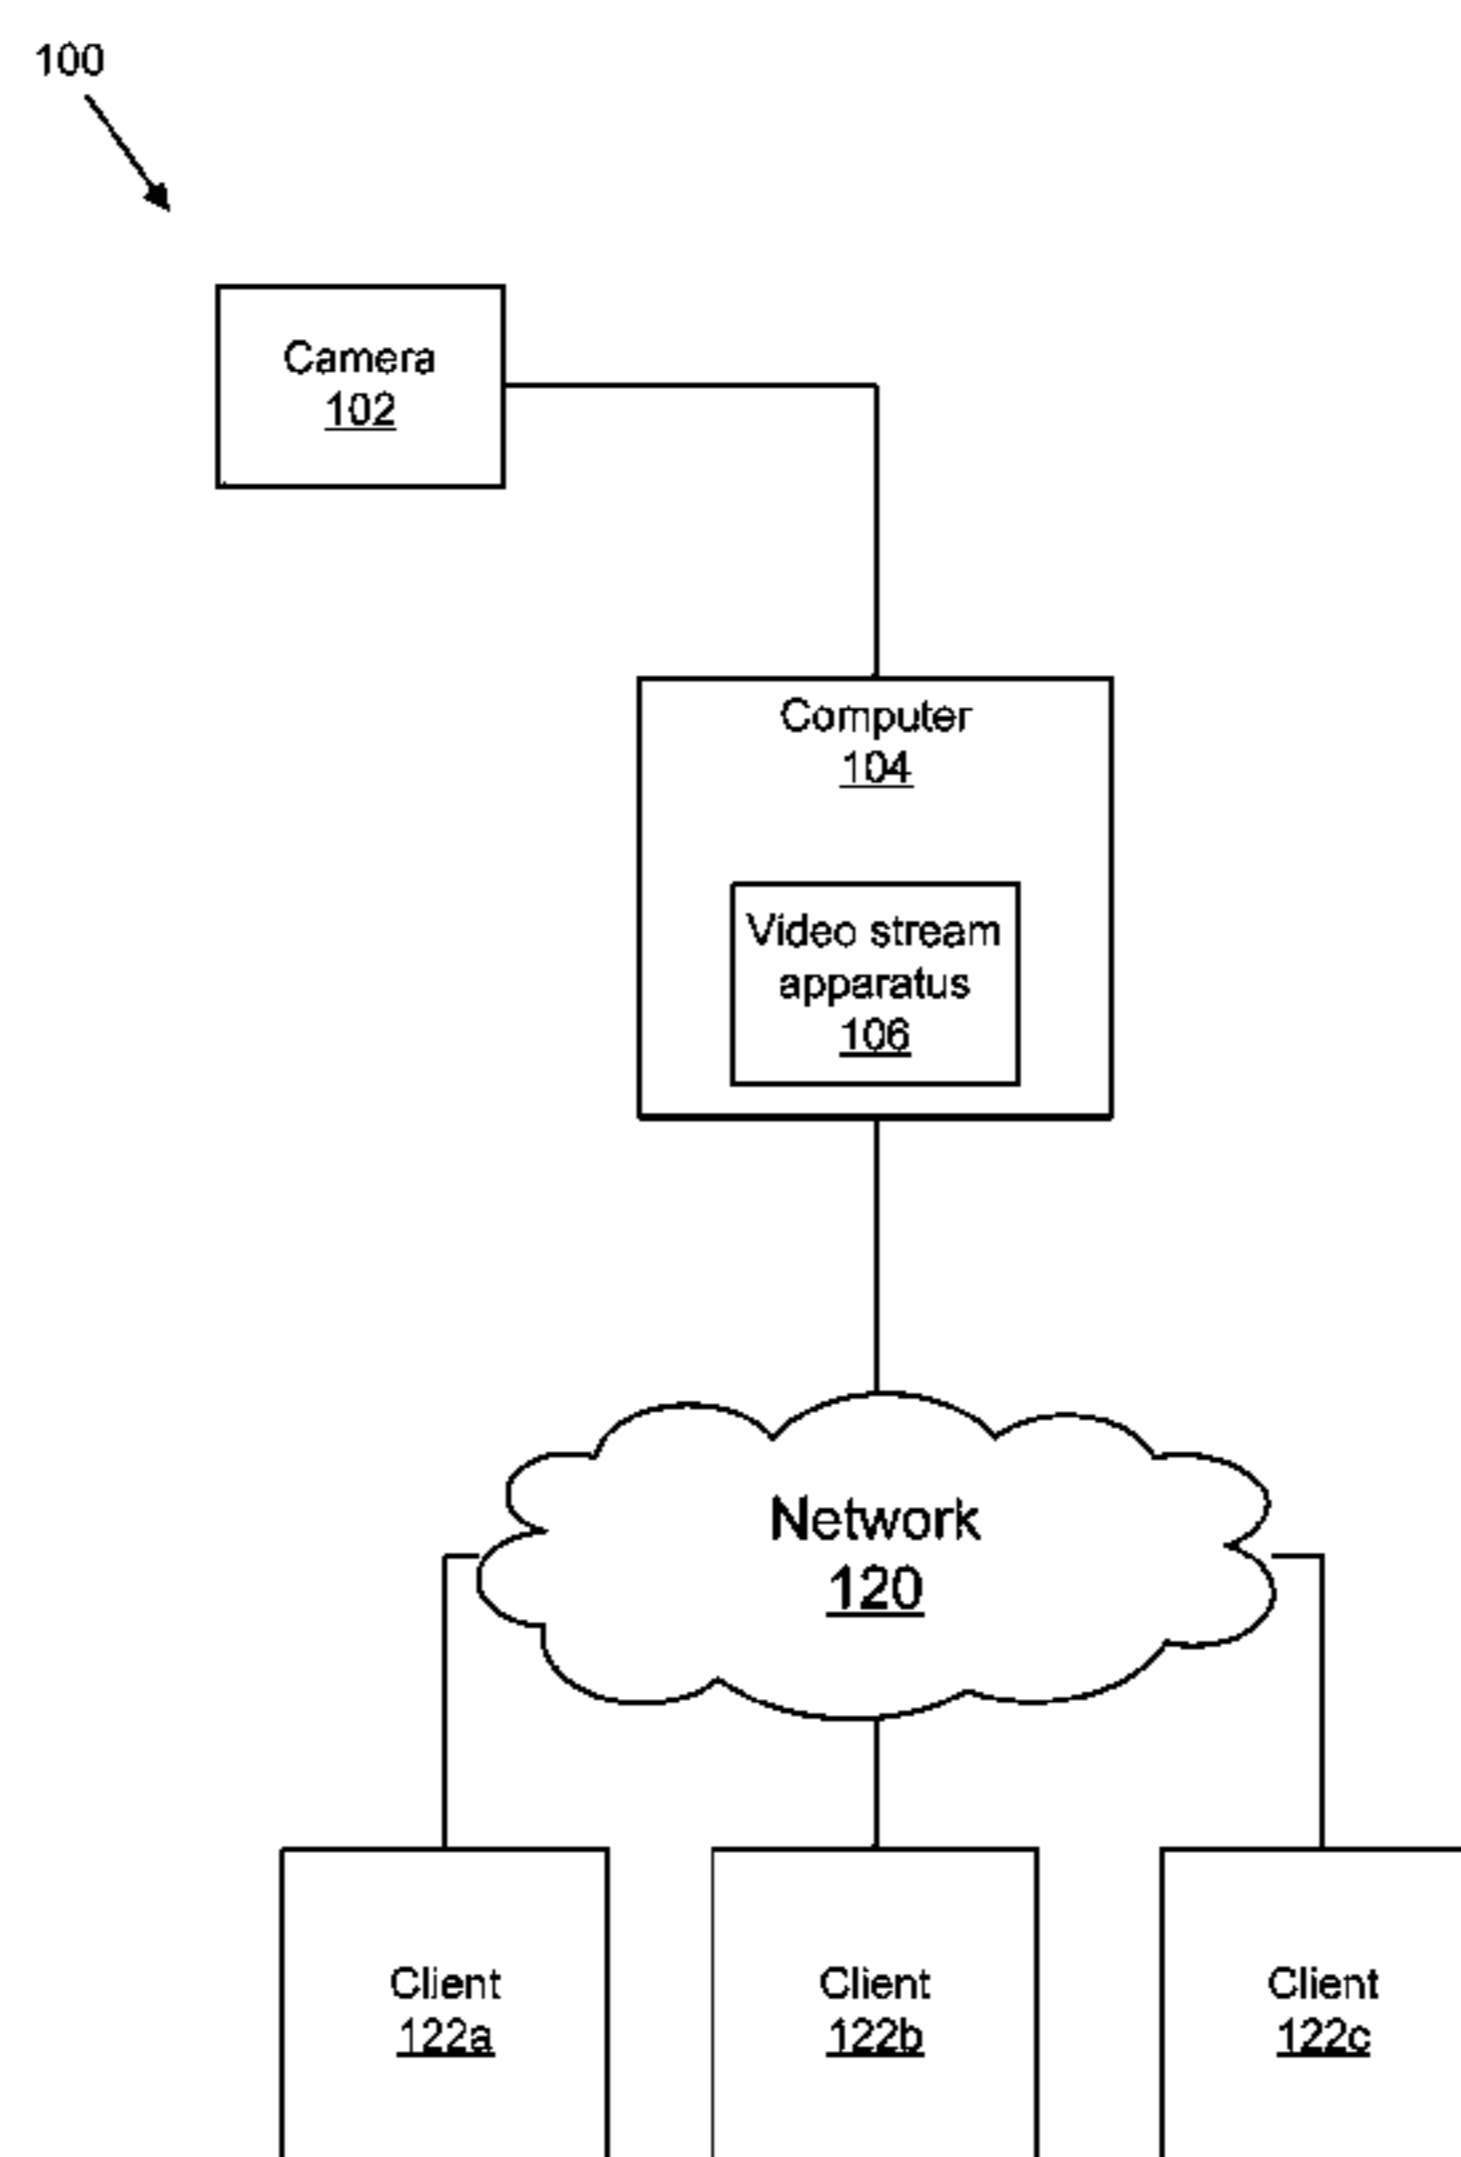 100
Camera
102
Computer
104
Video stream
apparatus
106
Network
120
Client
122a
Client
122b
Client
122c